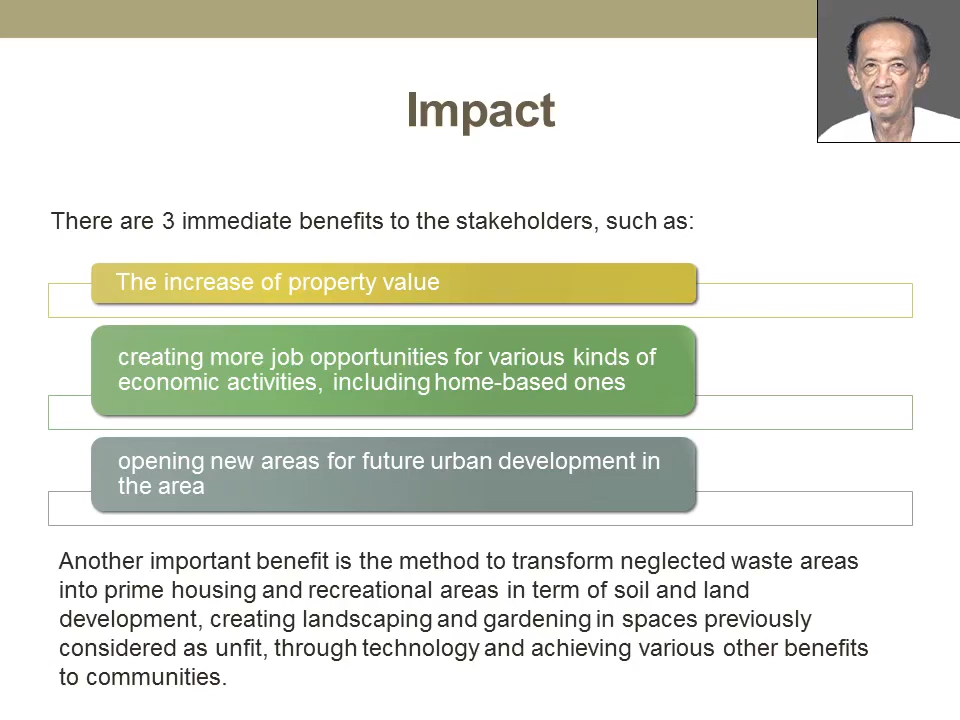 Impact
There are 3 immediate benefits to the stakeholders, such as:
The increase of property value
creating more job opportunities for various kinds of
economic activities, including home-based ones
opening new areas for future urban development in
the area
Another important benefit is the method to transform neglected waste areas
into prime housing and recreational areas in term of soil and land
development, creating landscaping and gardening in spaces previously
considered as unfit, through technology and achieving various other benefits
to communities.